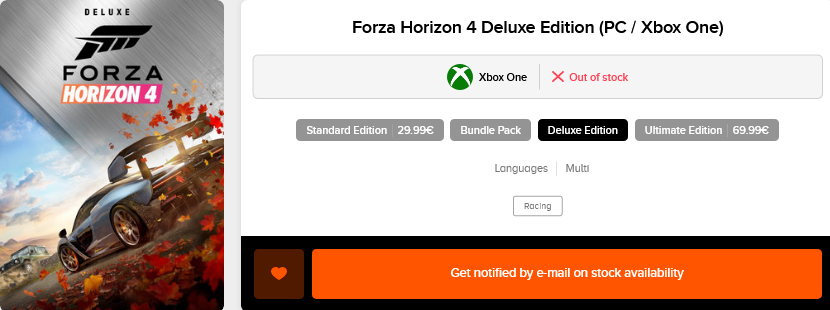 DELUXE
FORZA
HORIZON 4
Forza Horizon 4 Deluxe Edition (PC / Xbox One)
Xbox One Out of stock
Standard Edition 29.99€ Bundle Pack Deluxe Edition Ultimate Edition 69.99€
Languages Multi
Racing
Get notified by e-mail on stock availability